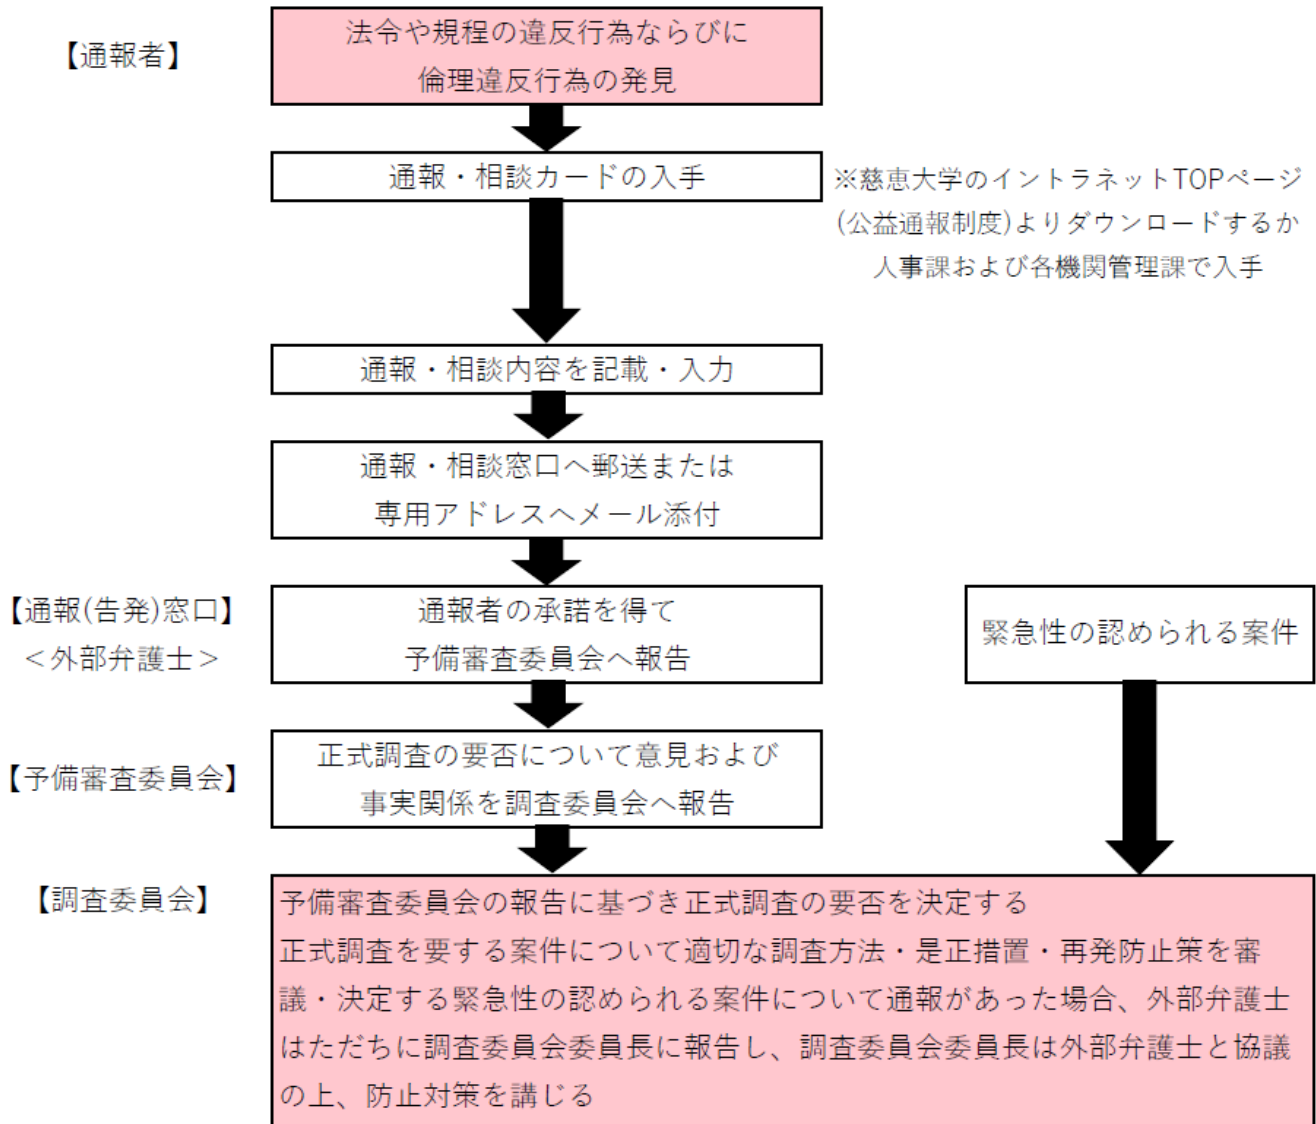 【通報者】
法令や規程の違反行為ならびに
倫理違反行為の発見
通報・相談カードの入手
※慈恵大学のイントラネットTOPページ
(公益通報制度)よりダウンロードするか
人事課および各機関管理課で入手
通報・相談内容を記載・入力
通報・相談窓口へ郵送または
専用アドレスへメール添付
【通報(告発)窓口】
＜外部弁護士＞
通報者の承諾を得て
予備審査委員会へ報告
緊急性の認められる案件
【予備審査委員会】
正式調査の要否について意見および
事実関係を調査委員会へ報告
【調査委員会】
予備審査委員会の報告に基づき正式調査の要否を決定する
正式調査を要する案件について適切な調査方法・是正措置・再発防止策を審
議・決定する緊急性の認められる案件について通報があった場合、外部弁護士
はただちに調査委員会委員長に報告し、調査委員会委員長は外部弁護士と協議
の上、防止対策を講じる